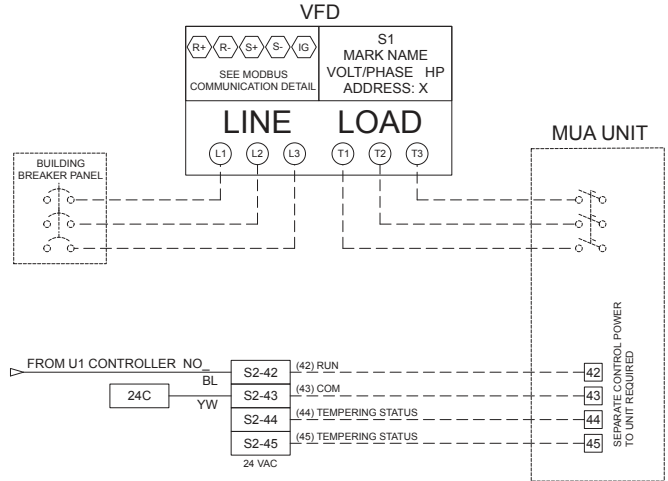 VFD
R+ R- S+ S- IG
SEE MODBUS
COMMUNICATION DETAIL
S1
MARK NAME
VOLT/PHASE HP
ADDRESS: X
LINE LOAD
L1 L2 L3 T1 T2 T3
BUILDING
BREAKER PANEL
MUA UNIT
FROM U1 CONTROLLER NO_
BL
24C
YW
S2-42
S2-43
S2-44
S2-45
24 VAC
(42) RUN
(43) COM
(44) TEMPERING STATUS
(45) TEMPERING STATUS
42
43
44
45
SEPARATE CONTROL POWER
TO UNIT REQUIRED